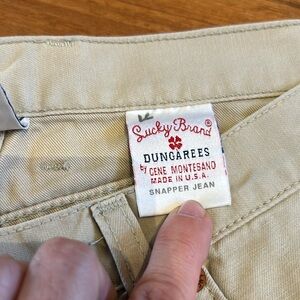 Lucky Brand®
DUNGAREES
by GENE MONTESANO
MADE IN U.S.A.
SNAPPER JEAN